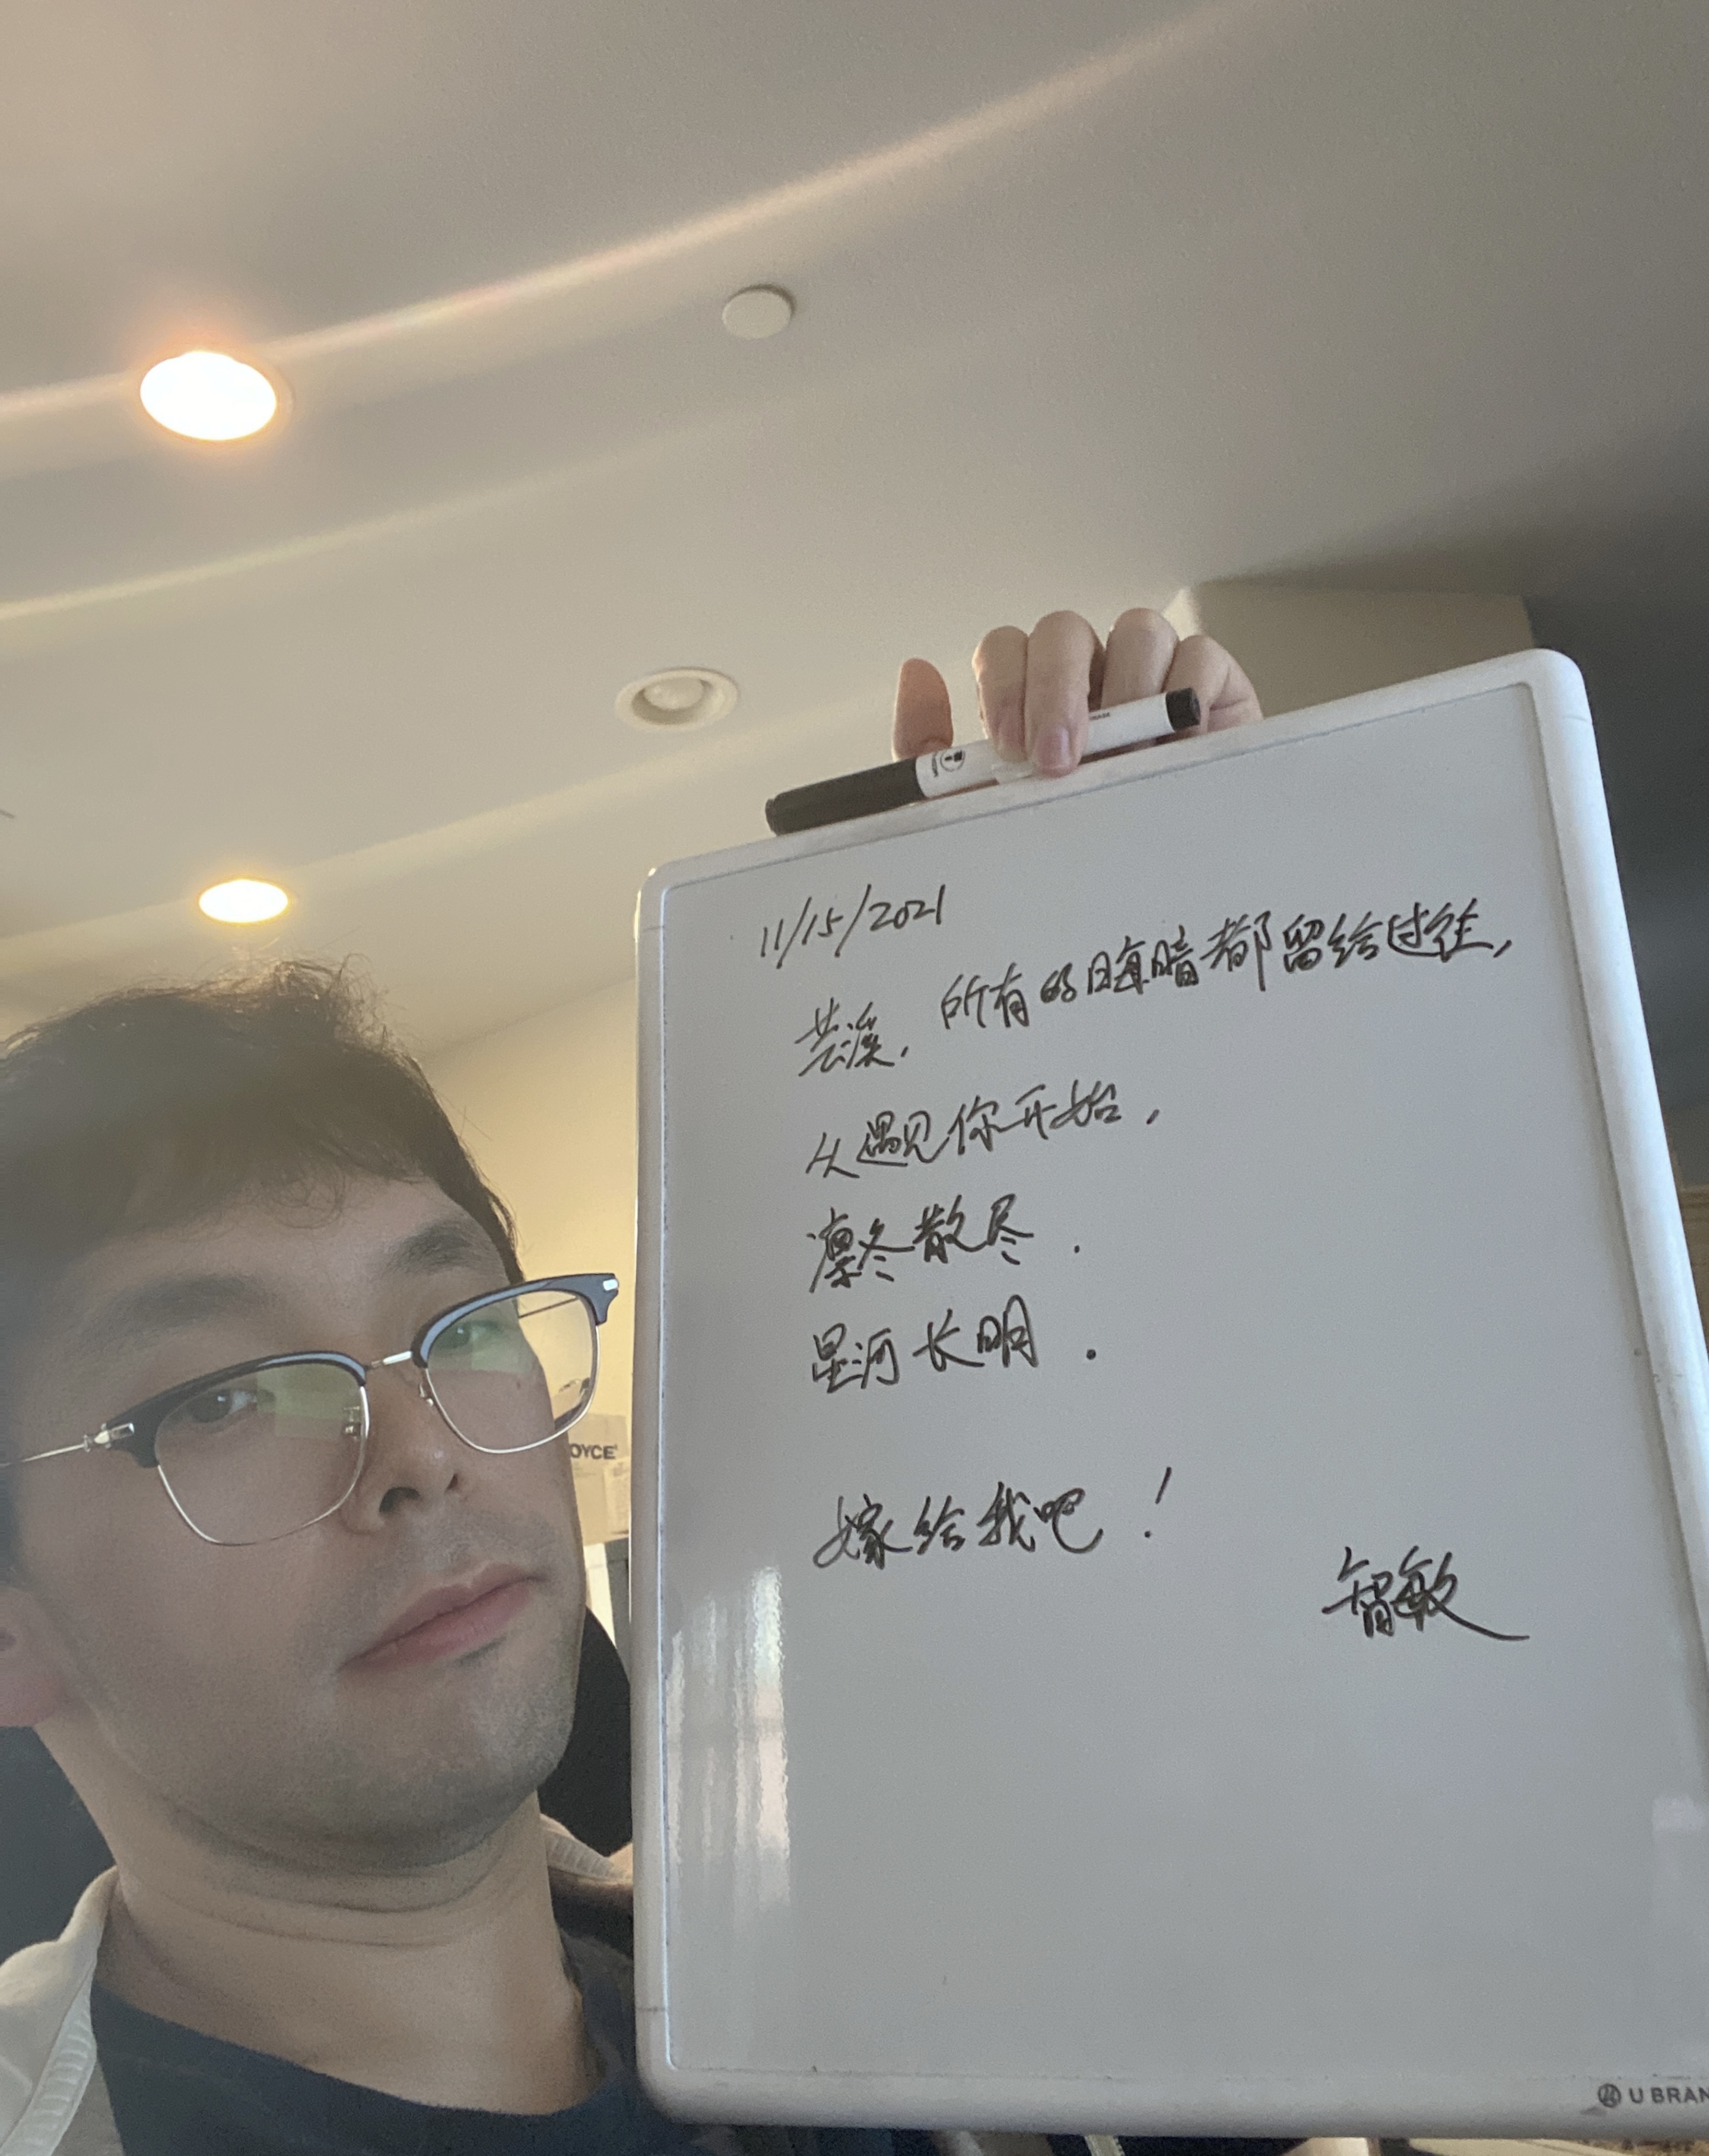 11/15/2021
芸溪，所有的晦暗都留给过往，
从遇见你开始，
凛冬散尽．
星河长明．
嫁给我吧！
智敏
OYCE
U BRAN